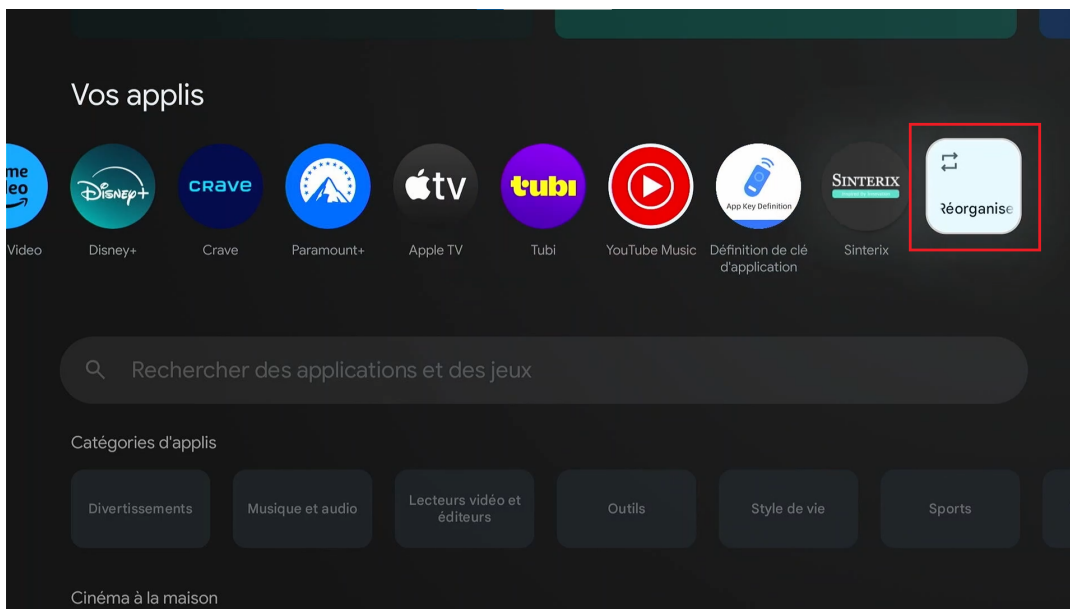 Vos applis
me
eo
Disney+
crave
tv
tubi
App Key Definition
SINTERIX
Réorganise
Video
Disney+
Crave
Paramount+
Apple TV
Tubi
YouTube Music
Définition de clé
d'application
Sinterix
Rechercher des applications et des jeux
Catégories d'applis
Divertissements
Musique et audio
Lecteurs vidéo et
éditeurs
Outils
Style de vie
Sports
Cinéma à la maison